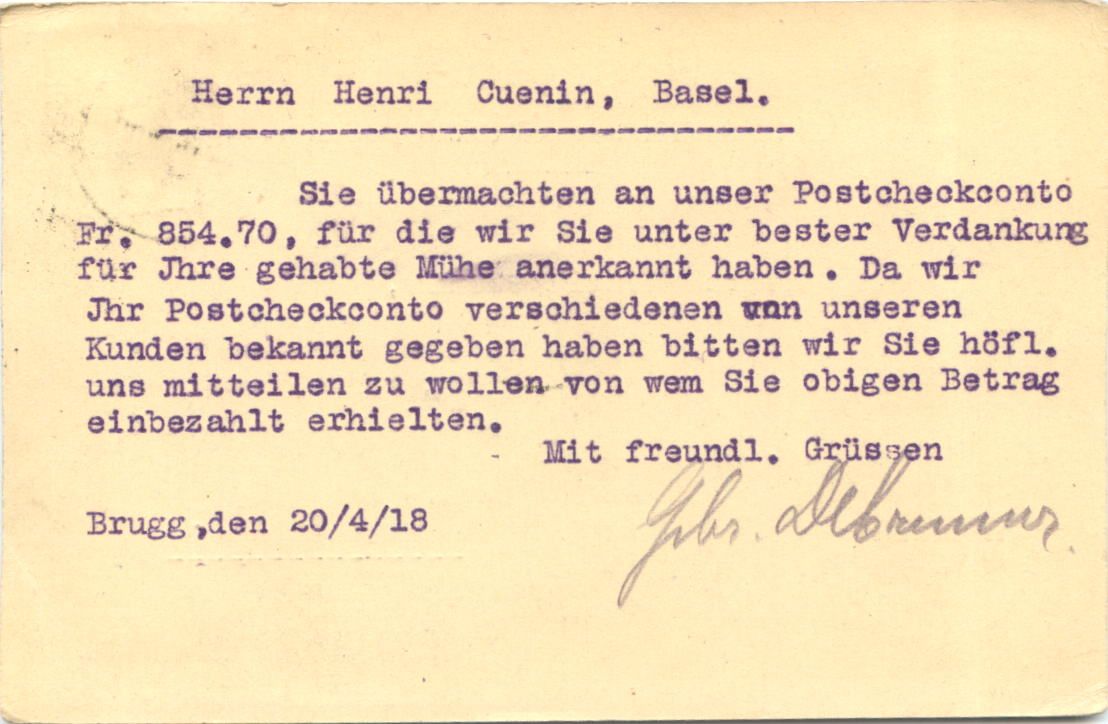 Herrn Henri Cuenin, Basel.
Sie übermachten an unser Postcheckconto
Fr. 854.70, für die wir Sie unter bester Verdankung
für Jhre gehabte Mühe anerkannt haben. Da wir
Jhr Postcheckconto verschiedenen von unseren
Kunden bekannt gegeben haben bitten wir Sie höfl.
uns mitteilen zu wollen von wem Sie obigen Betrag
einbezahlt erhielten.
Mit freundl. Grüssen
Brugg,den 20/4/18
Gbr. Debrunner.